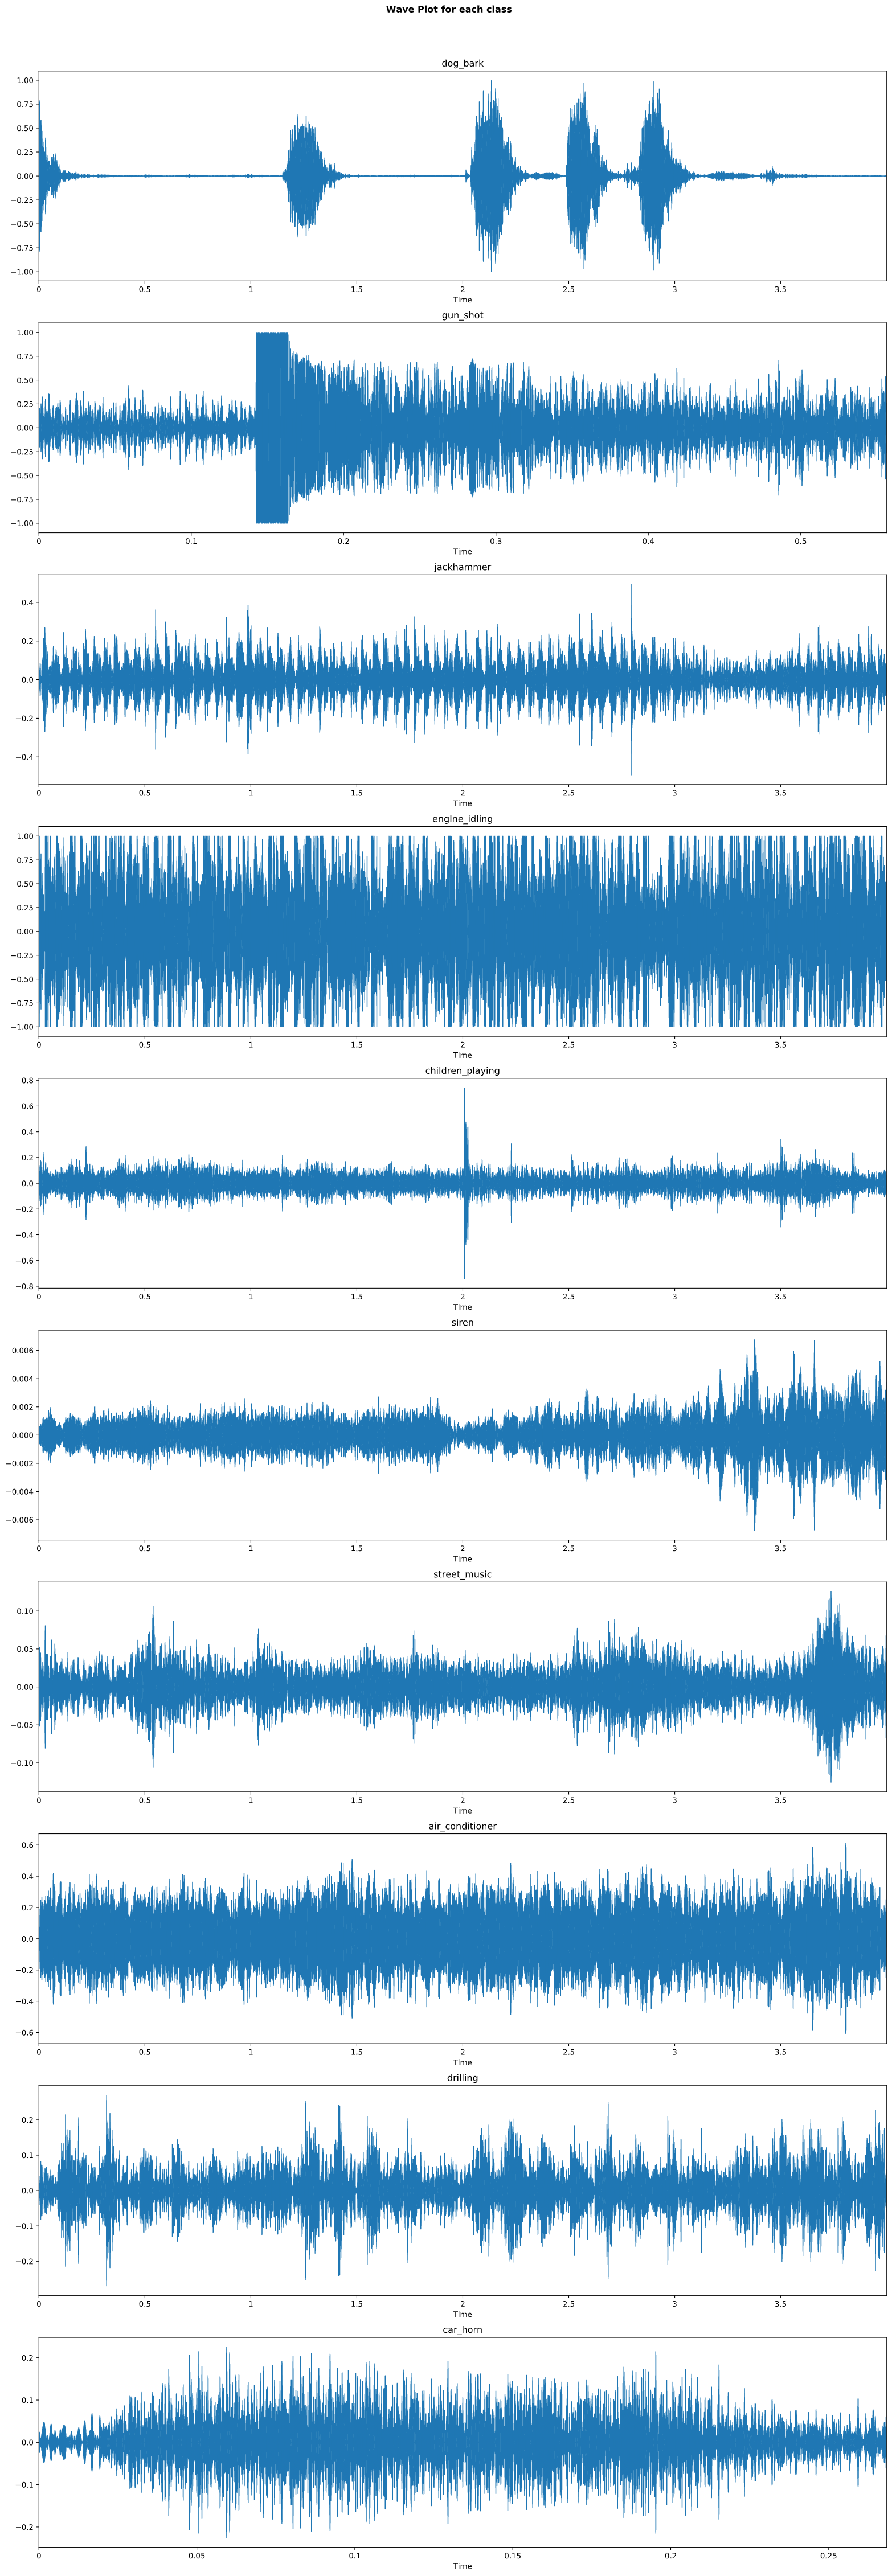 Wave Plot for each class
dog_bark
1.00
0.75
0.50
0.25
0.00
−0.25
−0.50
−0.75
−1.00
0 0.5 1 1.5 2 2.5 3 3.5
Time
gun_shot
1.00
0.75
0.50
0.25
0.00
−0.25
−0.50
−0.75
−1.00
0 0.1 0.2 0.3 0.4 0.5
Time
jackhammer
0.4
0.2
0.0
−0.2
−0.4
0 0.5 1 1.5 2 2.5 3 3.5
Time
engine_idling
1.00
0.75
0.50
0.25
0.00
−0.25
−0.50
−0.75
−1.00
0 0.5 1 1.5 2 2.5 3 3.5
Time
children_playing
0.8
0.6
0.4
0.2
0.0
−0.2
−0.4
−0.6
−0.8
0 0.5 1 1.5 2 2.5 3 3.5
Time
siren
0.006
0.004
0.002
0.000
−0.002
−0.004
−0.006
0 0.5 1 1.5 2 2.5 3 3.5
Time
street_music
0.10
0.05
0.00
−0.05
−0.10
0 0.5 1 1.5 2 2.5 3 3.5
Time
air_conditioner
0.6
0.4
0.2
0.0
−0.2
−0.4
−0.6
0 0.5 1 1.5 2 2.5 3 3.5
Time
drilling
0.2
0.1
0.0
−0.1
−0.2
0 0.5 1 1.5 2 2.5 3 3.5
Time
car_horn
0.2
0.1
0.0
−0.1
−0.2
0 0.05 0.1 0.15 0.2 0.25
Time